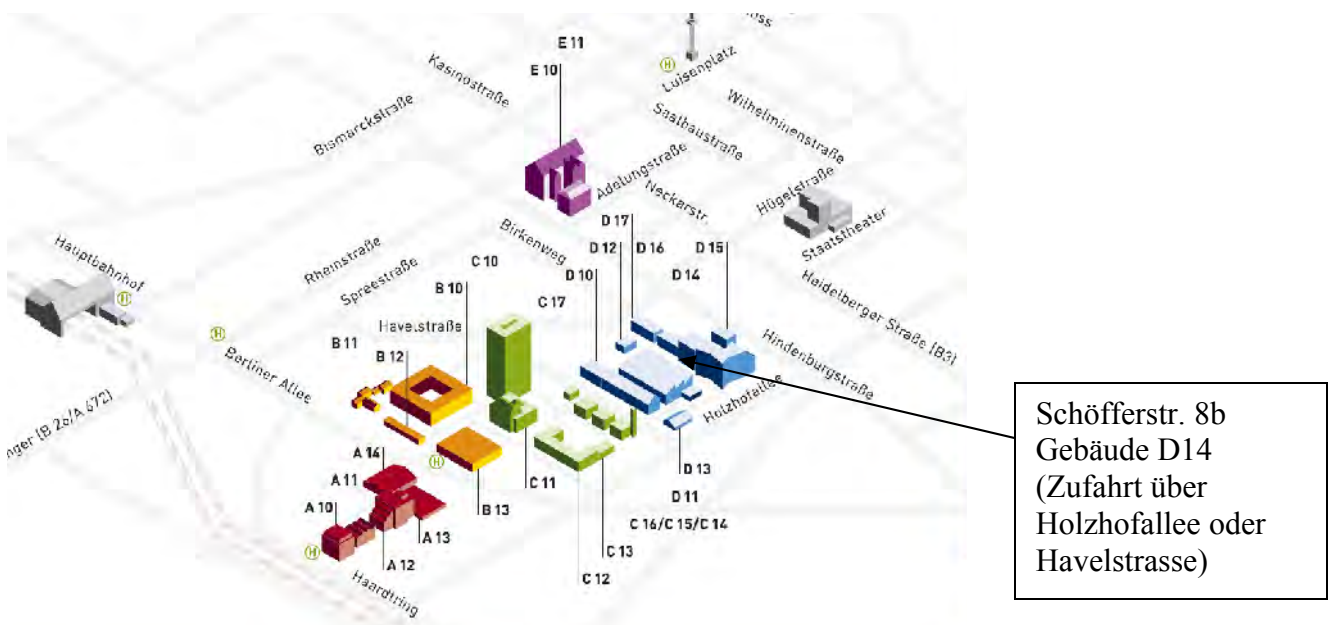 E 11
E 10
Kasinostraße
Luisenplatz
H
Bismarckstraße
Wilhelminenstraße
Saalbaustraße
Adelungstraße
Neckarstr.
Hügelstraße
Staatstheater
Hauptbahnhof
H
Rheinstraße
Spreestraße
Birkenweg
D 17
D 12
D 16
D 15
D 10
D 14
C 10
B 10
C 17
Heidelberger Straße (B3)
Havelstraße
H
Berliner Allee
B 11
B 12
Hindenburgstraße
Holzhofallee
(B 26/A 672)
A 14
A 11
A 10
H
C 11
B 13
A 13
A 12
H
Haardtring
D 13
D 11
C 16/C 15/C 14
C 13
C 12
Schöfferstr. 8b
Gebäude D14
(Zufahrt über
Holzhofallee oder
Havelstrasse)